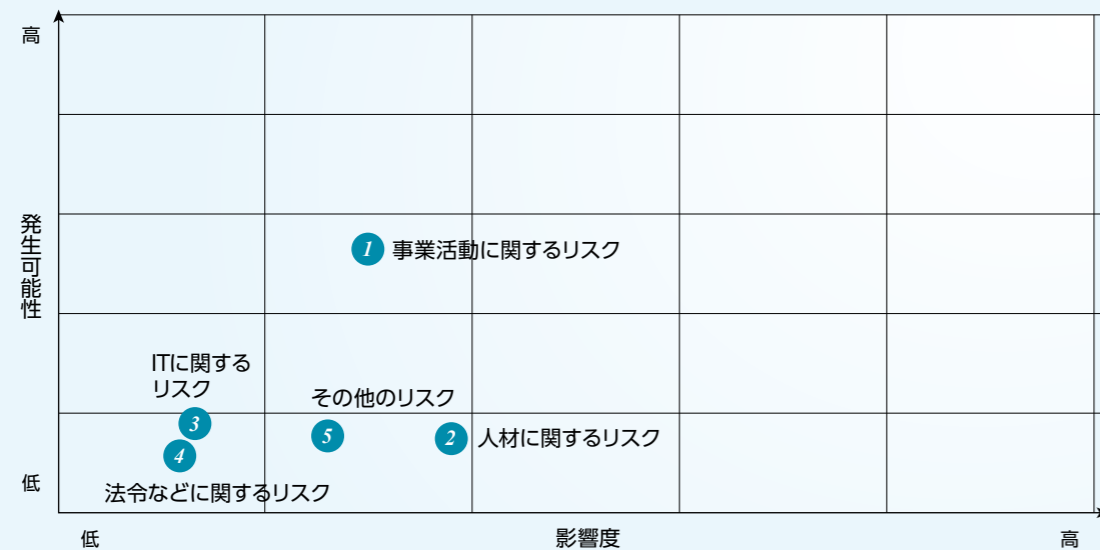 高
発生可能性
1 事業活動に関するリスク
ITに関する
リスク
3
4
法令などに関するリスク
その他のリスク
5
2 人材に関するリスク
低
低
影響度
高